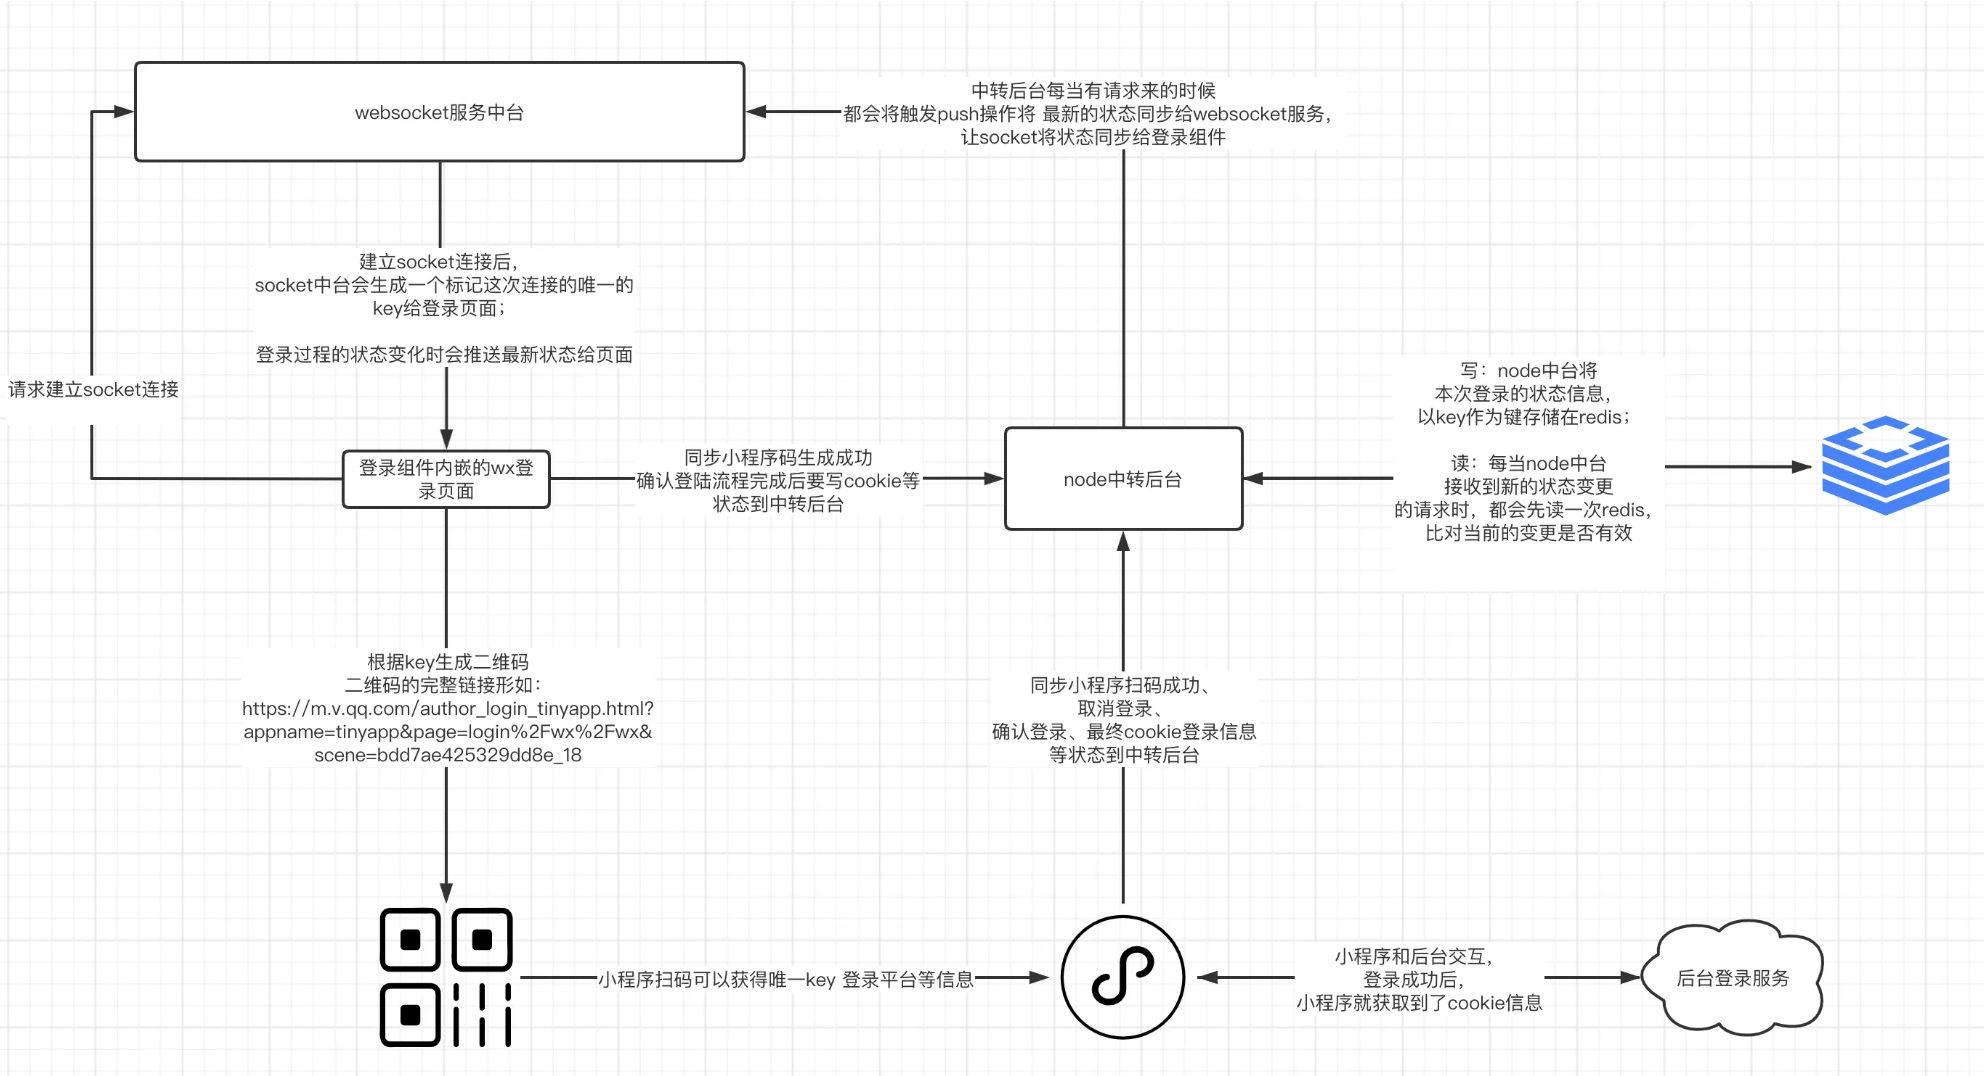 websocket服务中台
中转后台每当有请求来的时候
都会将触发push操作将 最新的状态同步给websocket服务，
让socket将状态同步给登录组件
建立socket连接后，
socket中台会生成一个标记这次连接的唯一的
key给登录页面；
登录过程的状态变化时会推送最新状态给页面
请求建立socket连接
登录组件内嵌的wx登
录页面
同步小程序码生成成功
确认登陆流程完成后要写cookie等
状态到中转后台
node中转后台
写：node中台将
本次登录的状态信息，
以key作为键存储在redis；
读：每当node中台
接收到新的状态变更
的请求时，都会先读一次redis，
比对当前的变更是否有效
根据key生成二维码
二维码的完整链接形如：
https://m.v.qq.com/author_login_tinyapp.html?
appname=tinyapp&page=login%2Fwx%2Fwx&
scene=bdd7ae425329dd8e_18
同步小程序扫码成功、
取消登录、
确认登录、最终cookie登录信息
等状态到中转后台
小程序扫码可以获得唯一key 登录平台等信息
小程序和后台交互，
登录成功后，
小程序就获取到了cookie信息
后台登录服务